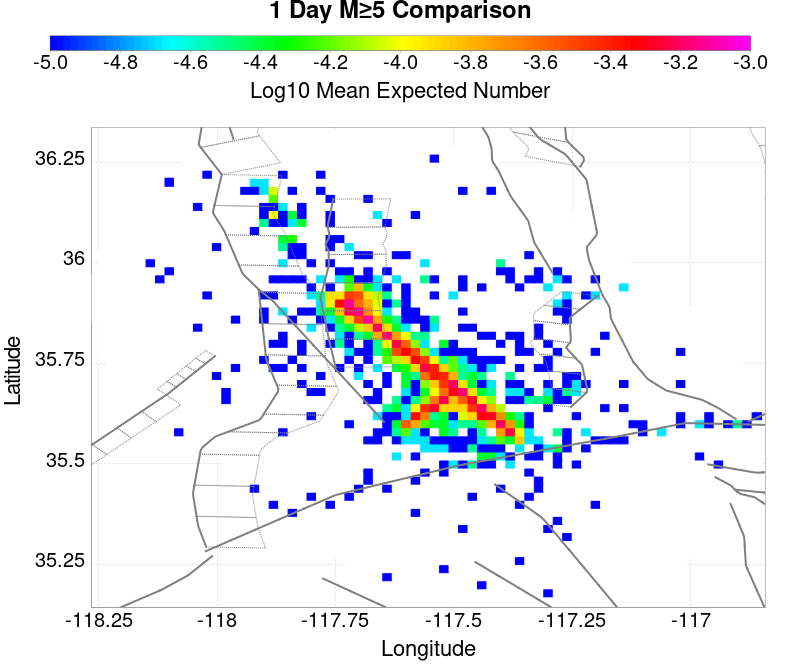 1 Day M≥5 Comparison
-5.0 -4.8 -4.6 -4.4 -4.2 -4.0 -3.8 -3.6 -3.4 -3.2 -3.0
Log10 Mean Expected Number
36.25
36
35.75
35.5
35.25
Latitude
-118.25 -118 -117.75 -117.5 -117.25 -117
Longitude